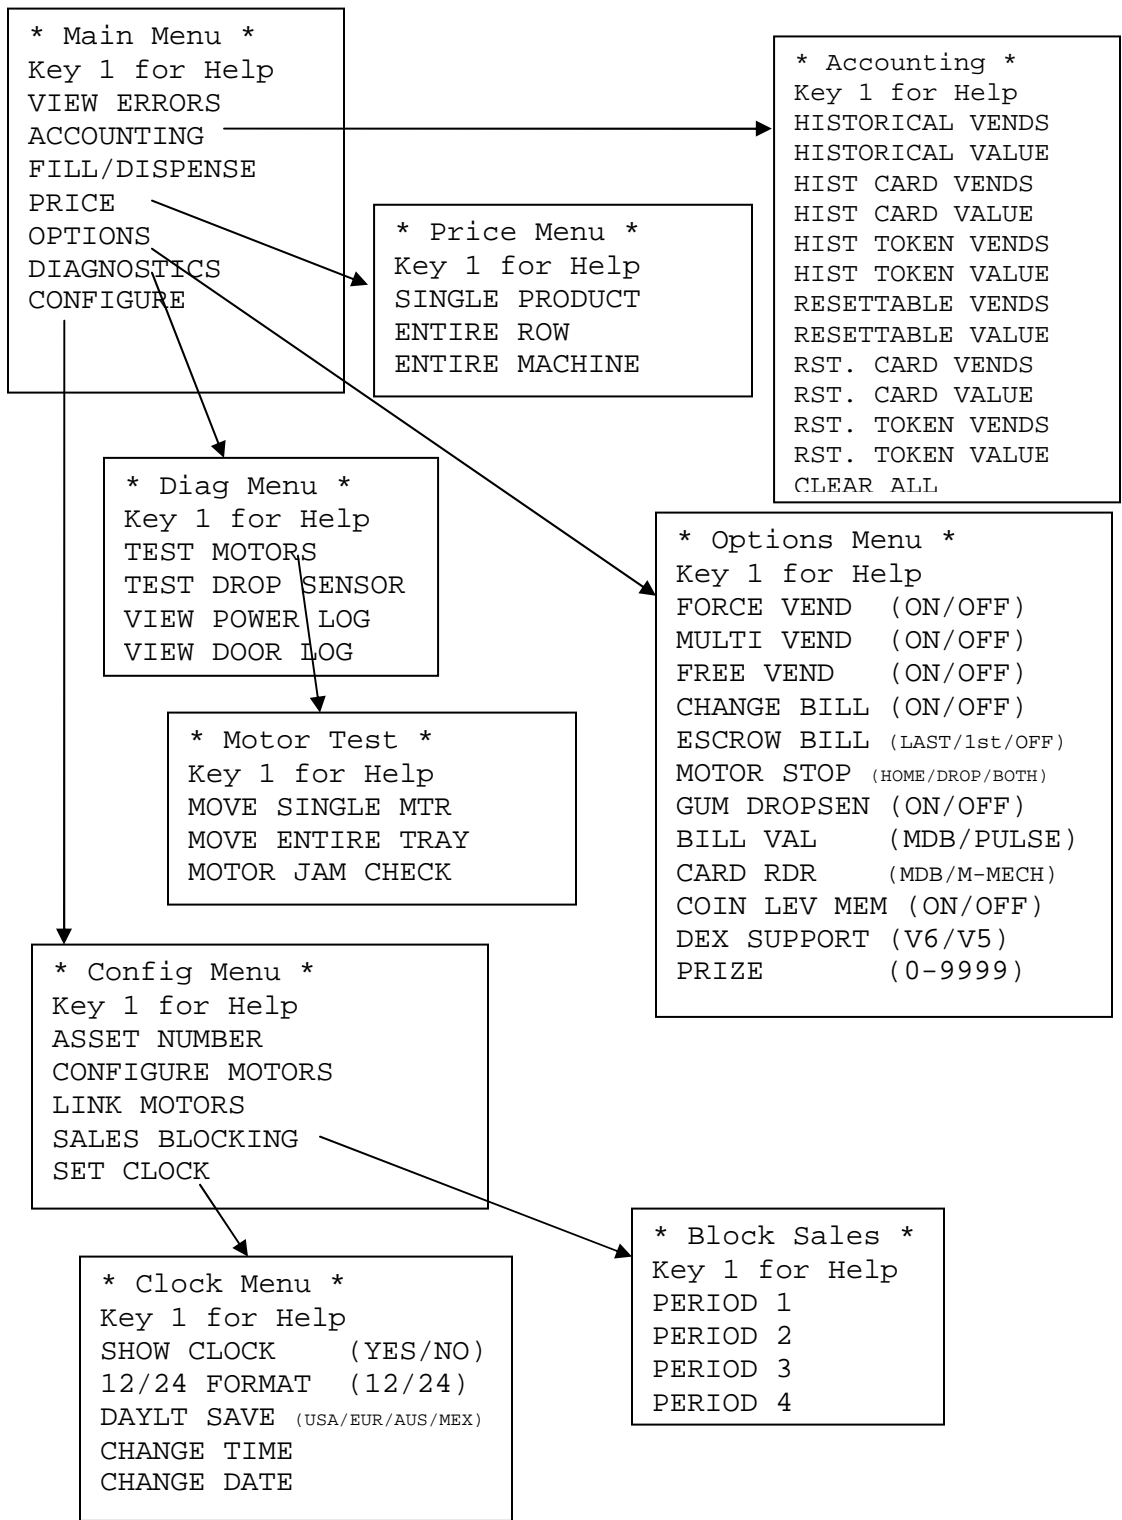 * Main Menu *
Key 1 for Help
VIEW ERRORS
ACCOUNTING
FILL/DISPENSE
PRICE
OPTIONS
DIAGNOSTICS
CONFIGURE
* Accounting *
Key 1 for Help
HISTORICAL VENDS
HISTORICAL VALUE
HIST CARD VENDS
HIST CARD VALUE
HIST TOKEN VENDS
HIST TOKEN VALUE
RESETTABLE VENDS
RESETTABLE VALUE
RST. CARD VENDS
RST. CARD VALUE
RST. TOKEN VENDS
RST. TOKEN VALUE
CLEAR ALL
* Price Menu *
Key 1 for Help
SINGLE PRODUCT
ENTIRE ROW
ENTIRE MACHINE
* Diag Menu *
Key 1 for Help
TEST MOTORS
TEST DROP SENSOR
VIEW POWER LOG
VIEW DOOR LOG
* Options Menu *
Key 1 for Help
FORCE VEND (ON/OFF)
MULTI VEND (ON/OFF)
FREE VEND (ON/OFF)
CHANGE BILL (ON/OFF)
ESCROW BILL (LAST/1st/OFF)
MOTOR STOP (HOME/DROP/BOTH)
GUM DROPSEN (ON/OFF)
BILL VAL (MDB/PULSE)
CARD RDR (MDB/M-MECH)
COIN LEV MEM (ON/OFF)
DEX SUPPORT (V6/V5)
PRIZE (0-9999)
* Motor Test *
Key 1 for Help
MOVE SINGLE MTR
MOVE ENTIRE TRAY
MOTOR JAM CHECK
* Config Menu *
Key 1 for Help
ASSET NUMBER
CONFIGURE MOTORS
LINK MOTORS
SALES BLOCKING
SET CLOCK
* Block Sales *
Key 1 for Help
PERIOD 1
PERIOD 2
PERIOD 3
PERIOD 4
* Clock Menu *
Key 1 for Help
SHOW CLOCK (YES/NO)
12/24 FORMAT (12/24)
DAYLT SAVE (USA/EUR/AUS/MEX)
CHANGE TIME
CHANGE DATE